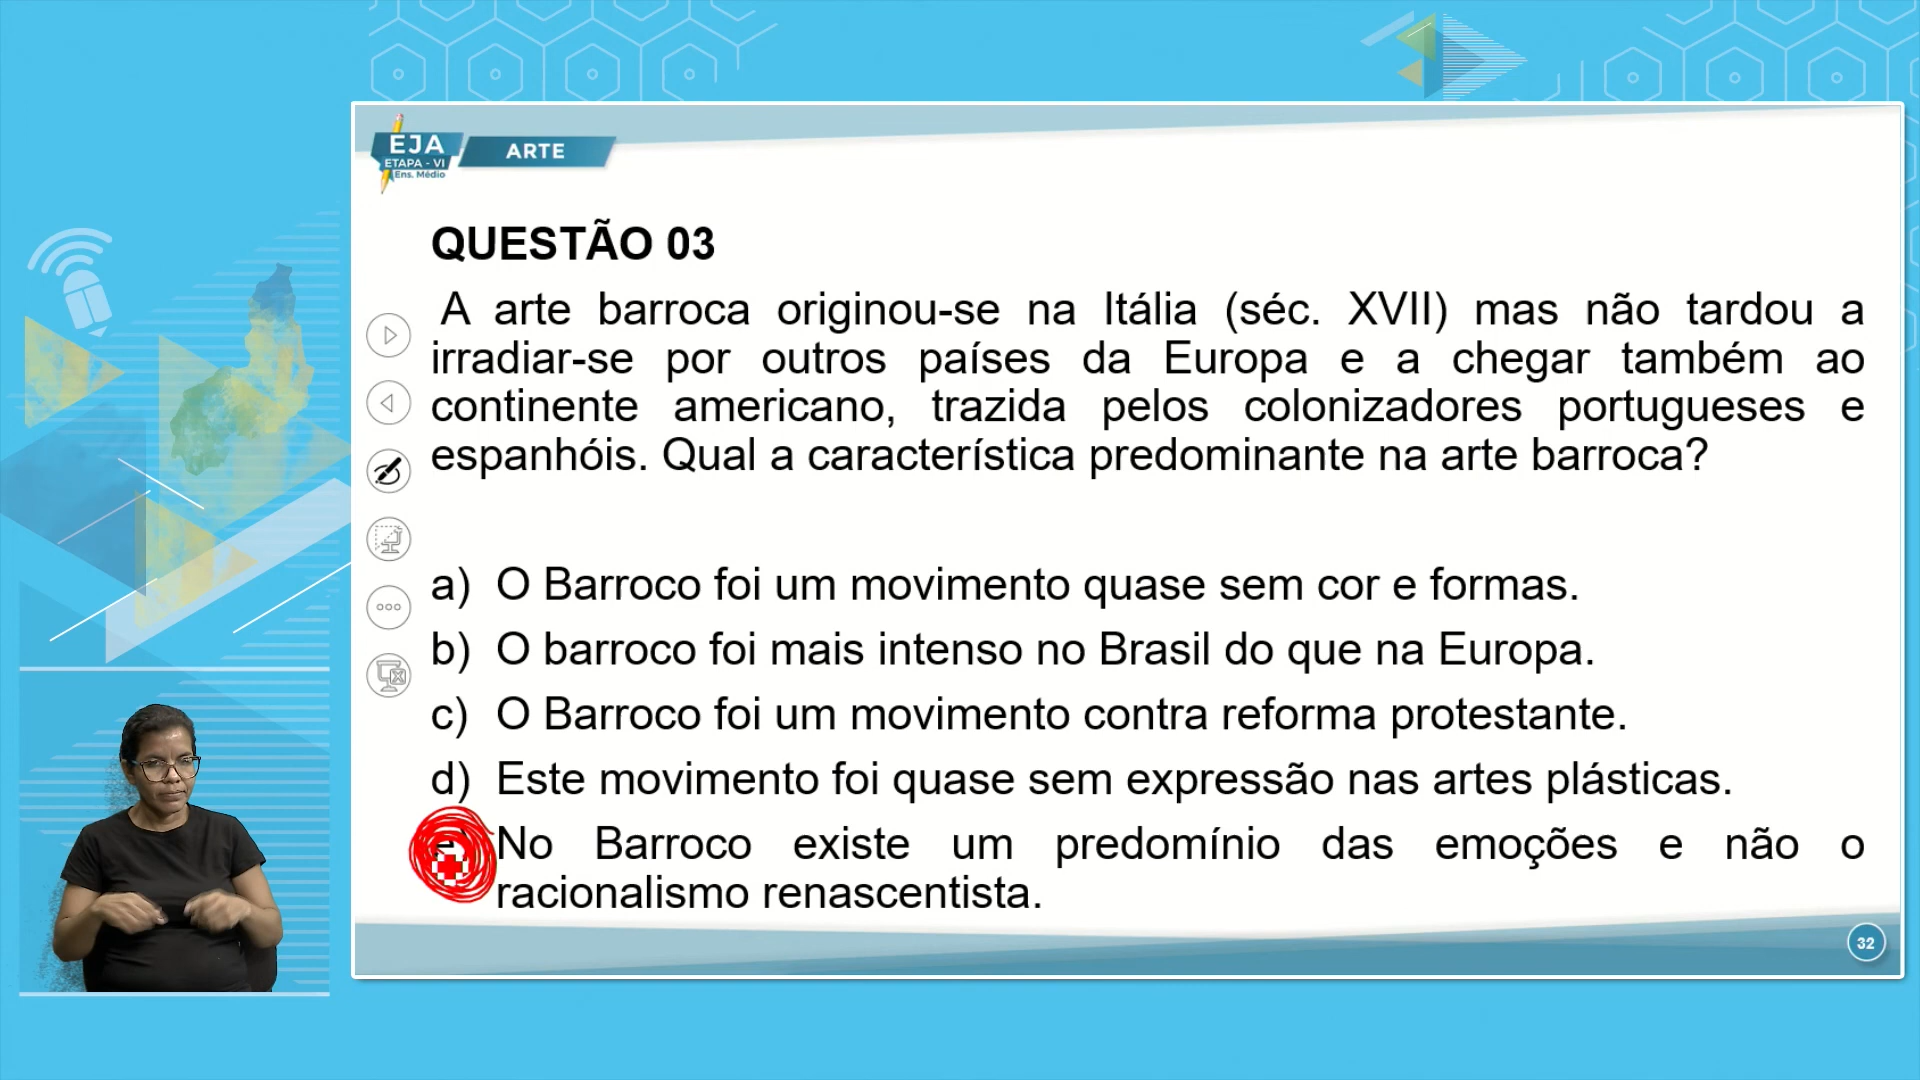 EJA
ETAPA - VI
Ens. Médio
ARTE
QUESTÃO 03
A arte barroca originou-se na Itália (séc. XVII) mas não tardou a
irradiar-se por outros países da Europa e a chegar também ao
continente americano, trazida pelos colonizadores portugueses e
espanhóis. Qual a característica predominante na arte barroca?
a) O Barroco foi um movimento quase sem cor e formas.
b) O barroco foi mais intenso no Brasil do que na Europa.
c) O Barroco foi um movimento contra reforma protestante.
d) Este movimento foi quase sem expressão nas artes plásticas.
No Barroco existe um predomínio das emoções e não o
racionalismo renascentista.
32